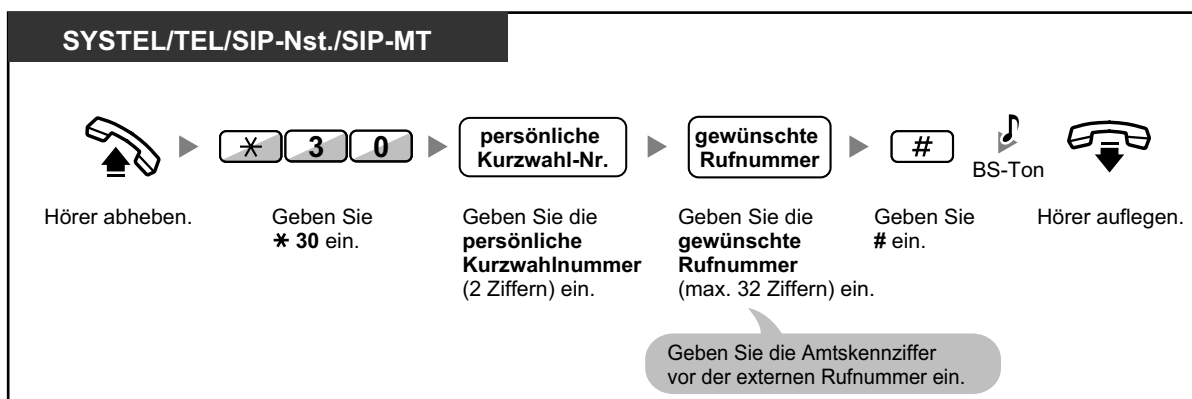 SYSTEL/TEL/SIP-Nst./SIP-MT
* 3 0
persönliche
Kurzwahl-Nr.
gewünschte
Rufnummer
#
BS-Ton
Hörer abheben.
Geben Sie
* 30 ein.
Geben Sie die
persönliche
Kurzwahlnummer
(2 Ziffern) ein.
Geben Sie die
gewünschte
Rufnummer
(max. 32 Ziffern) ein.
Geben Sie
# ein.
Hörer auflegen.
Geben Sie die Amtskennziffer
vor der externen Rufnummer ein.